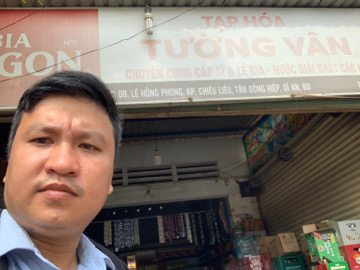 BIA
GON
1875
TẠP HÓA
TƯỜNG VÂN
CHUYÊN CUNG CẤP SỈ & LẺ BIA - NƯỚC GIẢI KHÁT CÁC
C: 09, LÊ HỒNG PHONG, KP. CHIÊU LIÊU, TÂN ĐÔNG HIỆP, DĨ AN, BD